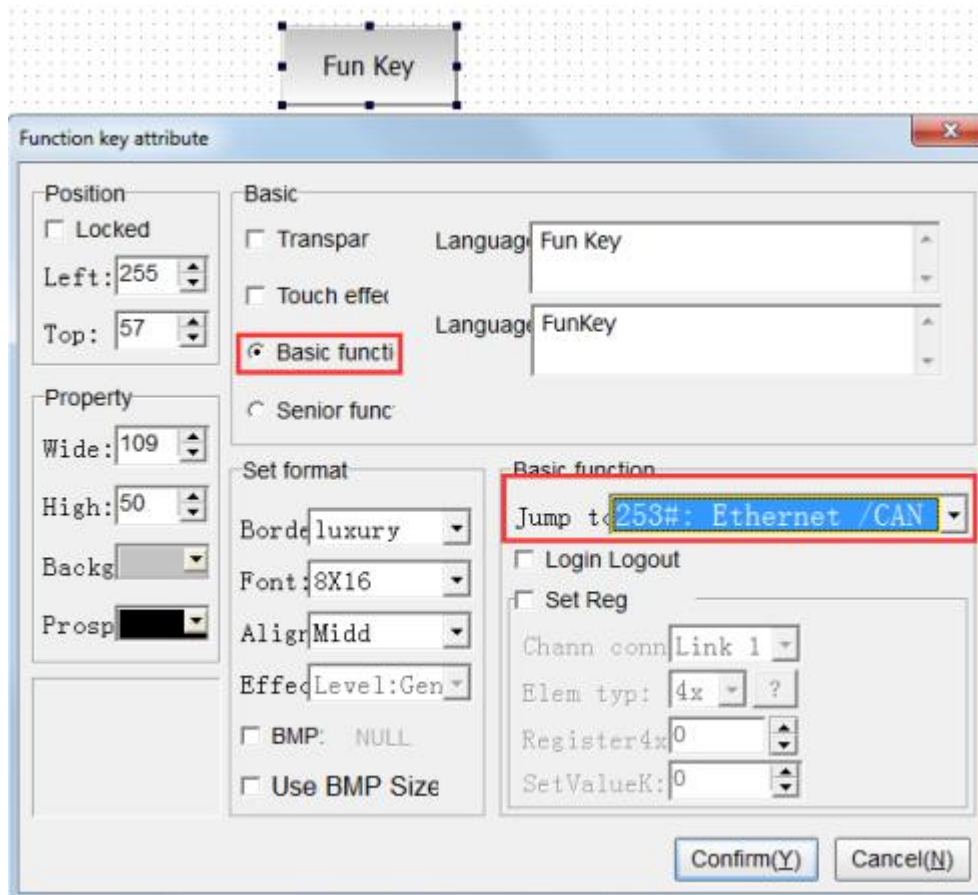 Fun Key
Function key attribute
Position
Locked
Left: 255
Top: 57
Property
Wide: 109
High: 50
Backg
Prosp
Basic
Transpar
Touch effec
Basic functi
Senior func
Language Fun Key
Language FunKey
Set format
Borde luxury
Font: 8X16
Align Midd
Effec Level:Gen
BMP: NULL
Use BMP Size
Basic function
Jump to 253#: Ethernet /CAN
Login Logout
Set Reg
Chann conn Link 1
Elem typ: 4x ?
Register4x 0
SetValueK: 0
Confirm(Y) Cancel(N)